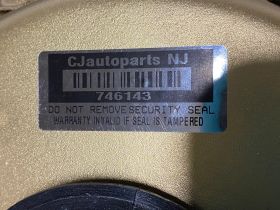 CJautoparts NJ
746143
DO NOT REMOVE SECURITY SEAL
WARRANTY INVALID IF SEAL IS TAMPERED